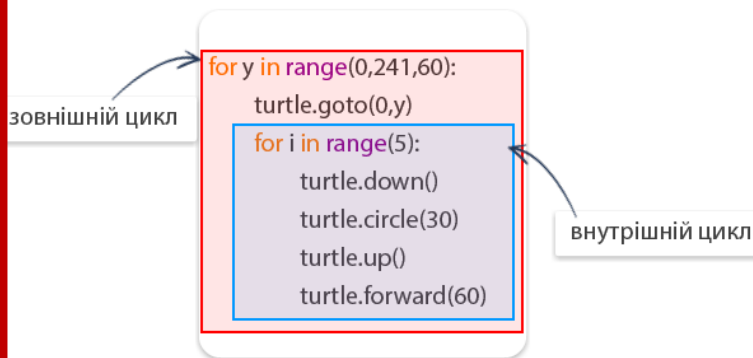 for y in range(0,241,60):
turtle.goto(0,y)
зовнішній цикл
for i in range(5):
turtle.down()
turtle.circle(30)
внутрішній цикл
turtle.up()
turtle.forward(60)